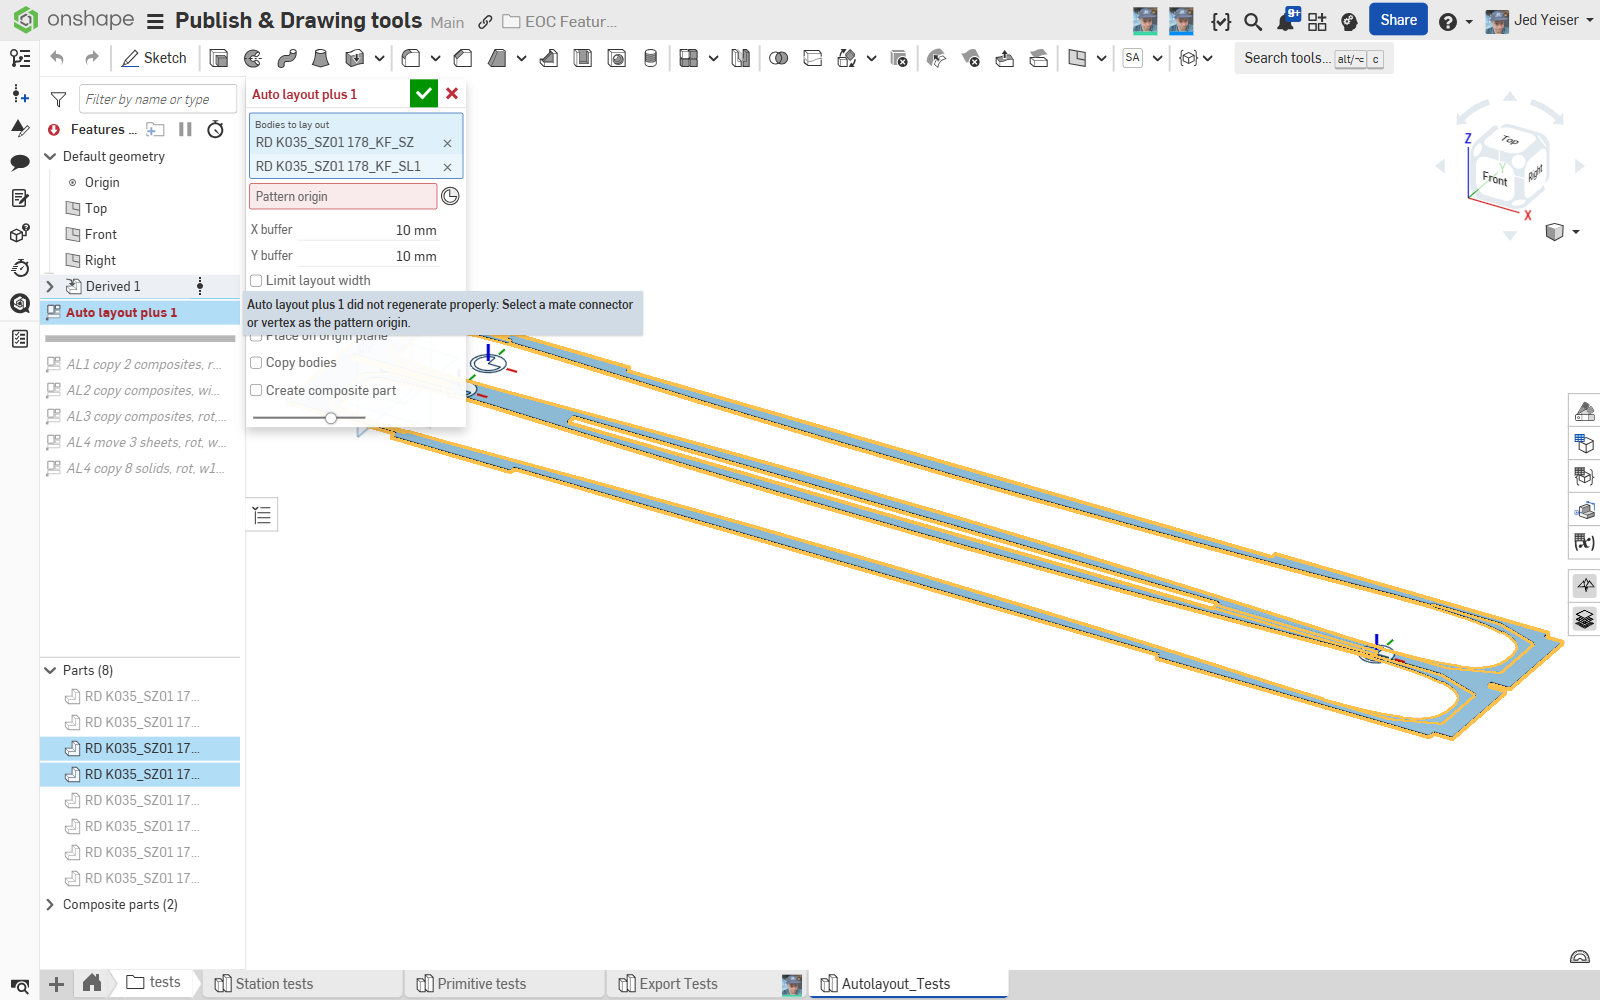 onshape
Publish & Drawing tools
Main
EOC Featur...
9+
Share
Jed Yeiser
Sketch
SA
Search tools...
alt/⌥
c
Filter by name or type
Features ...
Default geometry
Origin
Top
Front
Right
Derived 1
Auto layout plus 1
AL1 copy 2 composites, r...
AL2 copy composites, wi...
AL3 copy composites, rot,...
AL4 move 3 sheets, rot, w...
AL4 copy 8 solids, rot, w1...
Parts (8)
RD K035_SZ01 17...
RD K035_SZ01 17...
RD K035_SZ01 17...
RD K035_SZ01 17...
RD K035_SZ01 17...
RD K035_SZ01 17...
RD K035_SZ01 17...
RD K035_SZ01 17...
Composite parts (2)
Auto layout plus 1
Bodies to lay out
RD K035_SZ01 178_KF_SZ
RD K035_SZ01 178_KF_SL1
Pattern origin
X buffer 10 mm
Y buffer 10 mm
Limit layout width
Auto layout plus 1 did not regenerate properly: Select a mate connector
or vertex as the pattern origin.
Place on origin plane
Copy bodies
Create composite part
Z
Top
Y
Front
Right
X
(x)
tests
Station tests
Primitive tests
Export Tests
Autolayout_Tests